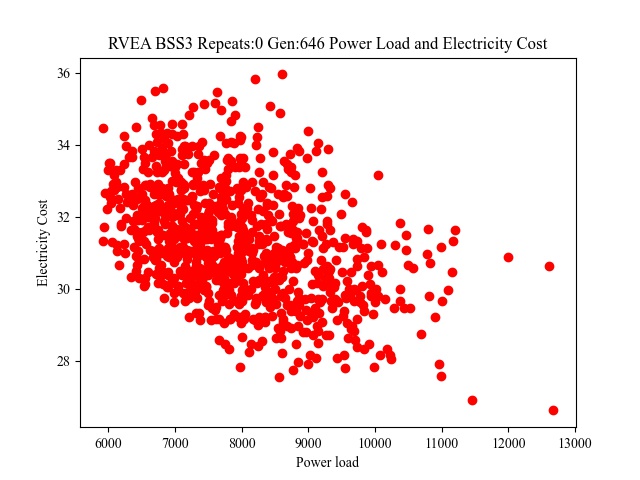 RVEA BSS3 Repeats:0 Gen:646 Power Load and Electricity Cost
36
34
32
30
28
Electricity Cost
6000 7000 8000 9000 10000 11000 12000 13000
Power load